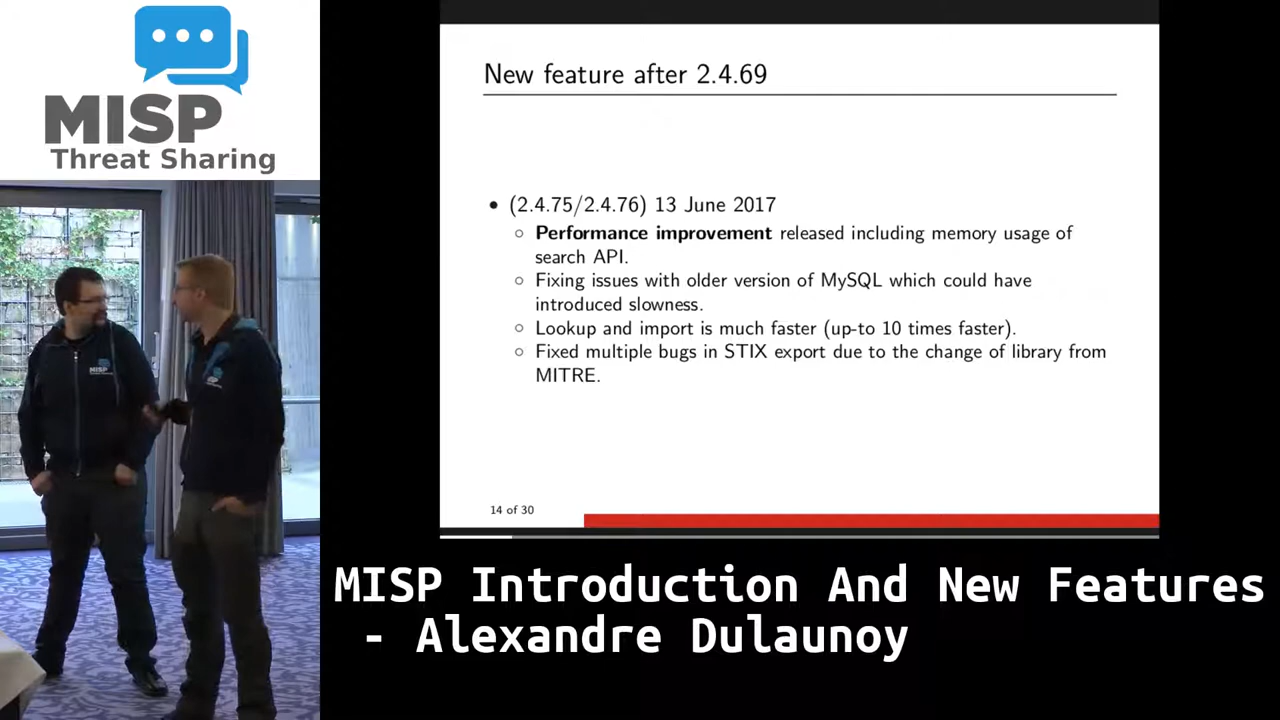 MISP
Threat Sharing
New feature after 2.4.69
• (2.4.75/2.4.76) 13 June 2017
○ Performance improvement released including memory usage of
search API.
○ Fixing issues with older version of MySQL which could have
introduced slowness.
○ Lookup and import is much faster (up-to 10 times faster).
○ Fixed multiple bugs in STIX export due to the change of library from
MITRE.
14 of 30
MISP
MISP Introduction And New Features
- Alexandre Dulaunoy